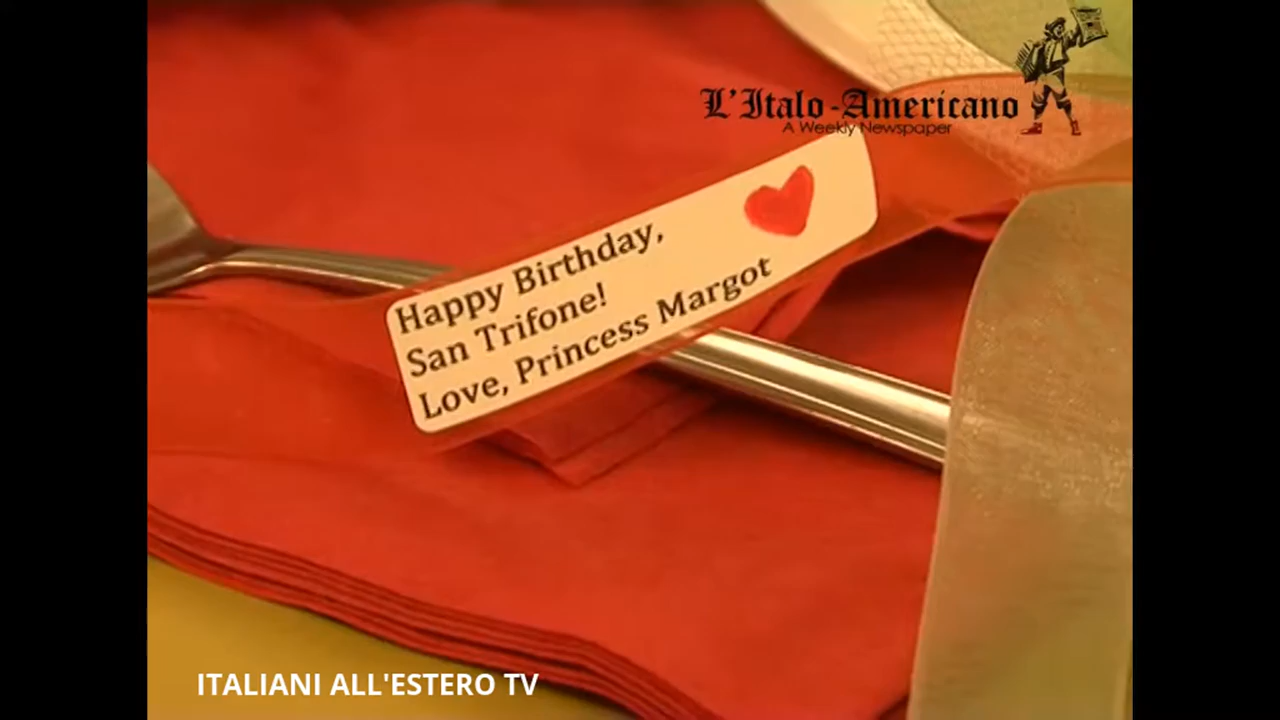 L'Italo-Americano
A Weekly Newspaper
Happy Birthday,
San Trifone!
Love, Princess Margot
ITALIANI ALL'ESTERO TV